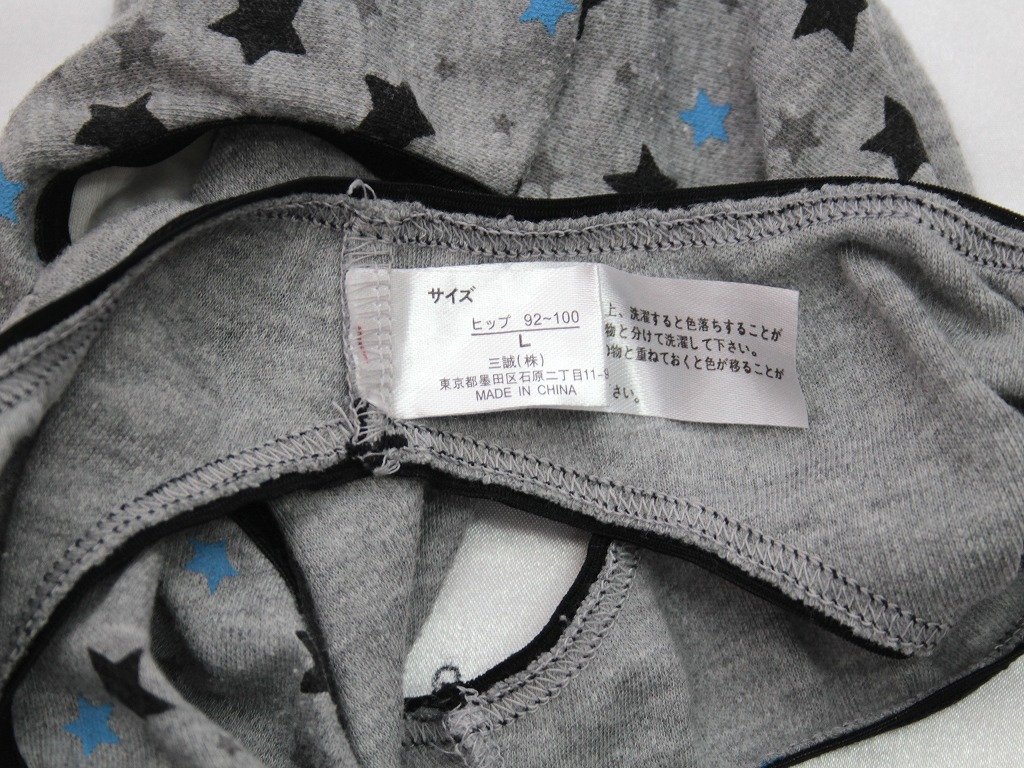 サイズ
ヒップ 92~100
L
三誠(株)
東京都墨田区石原二丁目11-9
MADE IN CHINA
上、洗濯すると色落ちすることが
物と分けて洗濯して下さい。
物と重ねておくと色が移ることが
さい。